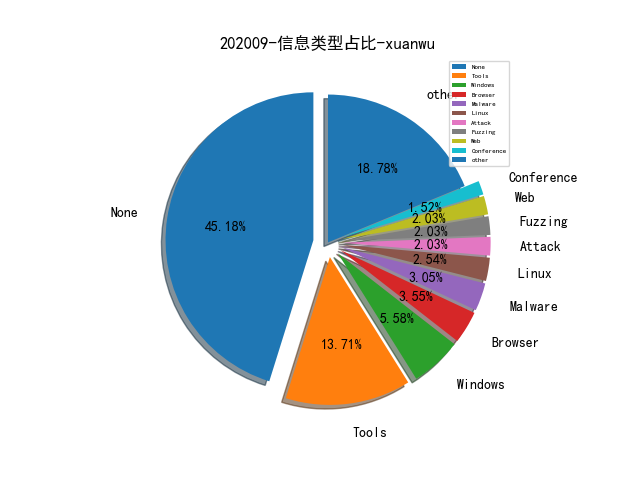 202009-信息类型占比-xuanwu
None
Tools
Windows
Browser
Malware
Linux
Attack
Fuzzing
Web
Conference
other
other
18.78%
Conference
1.52%
Web
2.03%
Fuzzing
2.03%
Attack
2.03%
Linux
2.54%
Malware
3.05%
Browser
3.55%
Windows
5.58%
Tools
13.71%
None
45.18%